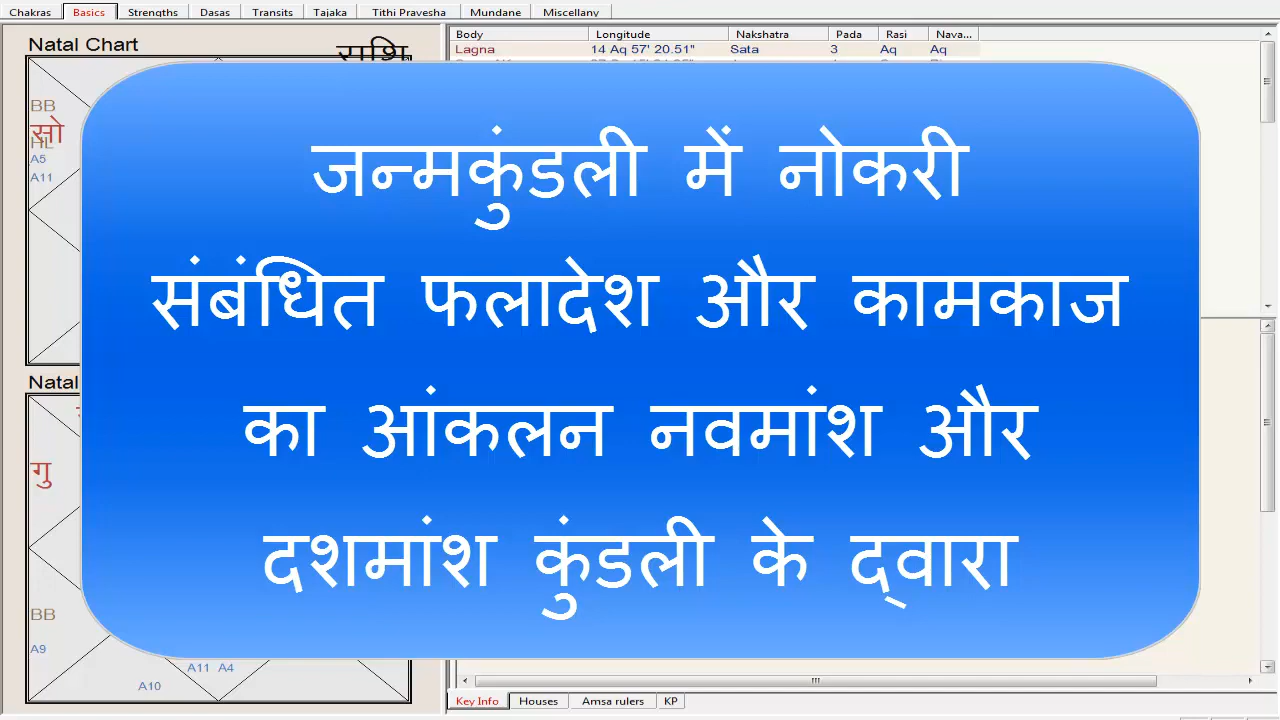 Chakras Basics Strengths Dasas Transits Tajaka Tithi Pravesha Mundane Miscellany
Natal Chart
राशि
BB
सो
HL
A5
A11
Natal
गु
BB
A9
A11 A4
A10
Body Longitude Nakshatra Pada Rasi Nava...
Lagna 14 Aq 57' 20.51" Sata 3 Aq Aq
जन्मकुंडली में नोकरी
संबंधित फलादेश और कामकाज
का आंकलन नवमांश और
दशमांश कुंडली के द्वारा
Key Info Houses Amsa rulers KP